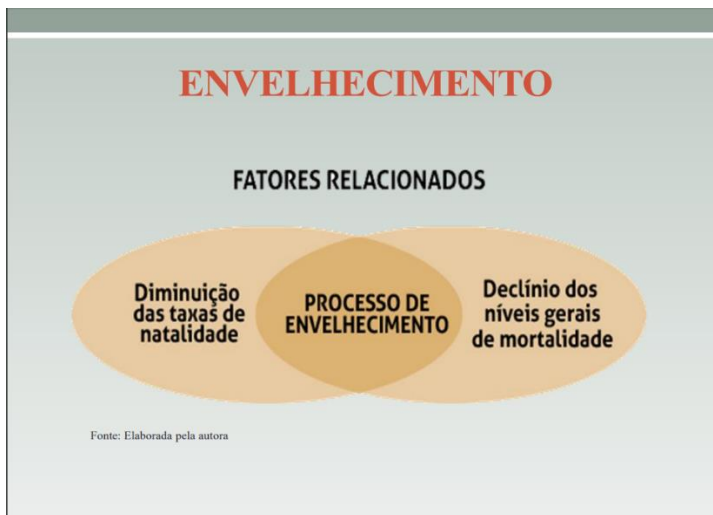 ENVELHECIMENTO
FATORES RELACIONADOS
Diminuição
das taxas de
natalidade
PROCESSO DE
ENVELHECIMENTO
Declínio dos
níveis gerais
de mortalidade
Fonte: Elaborada pela autora